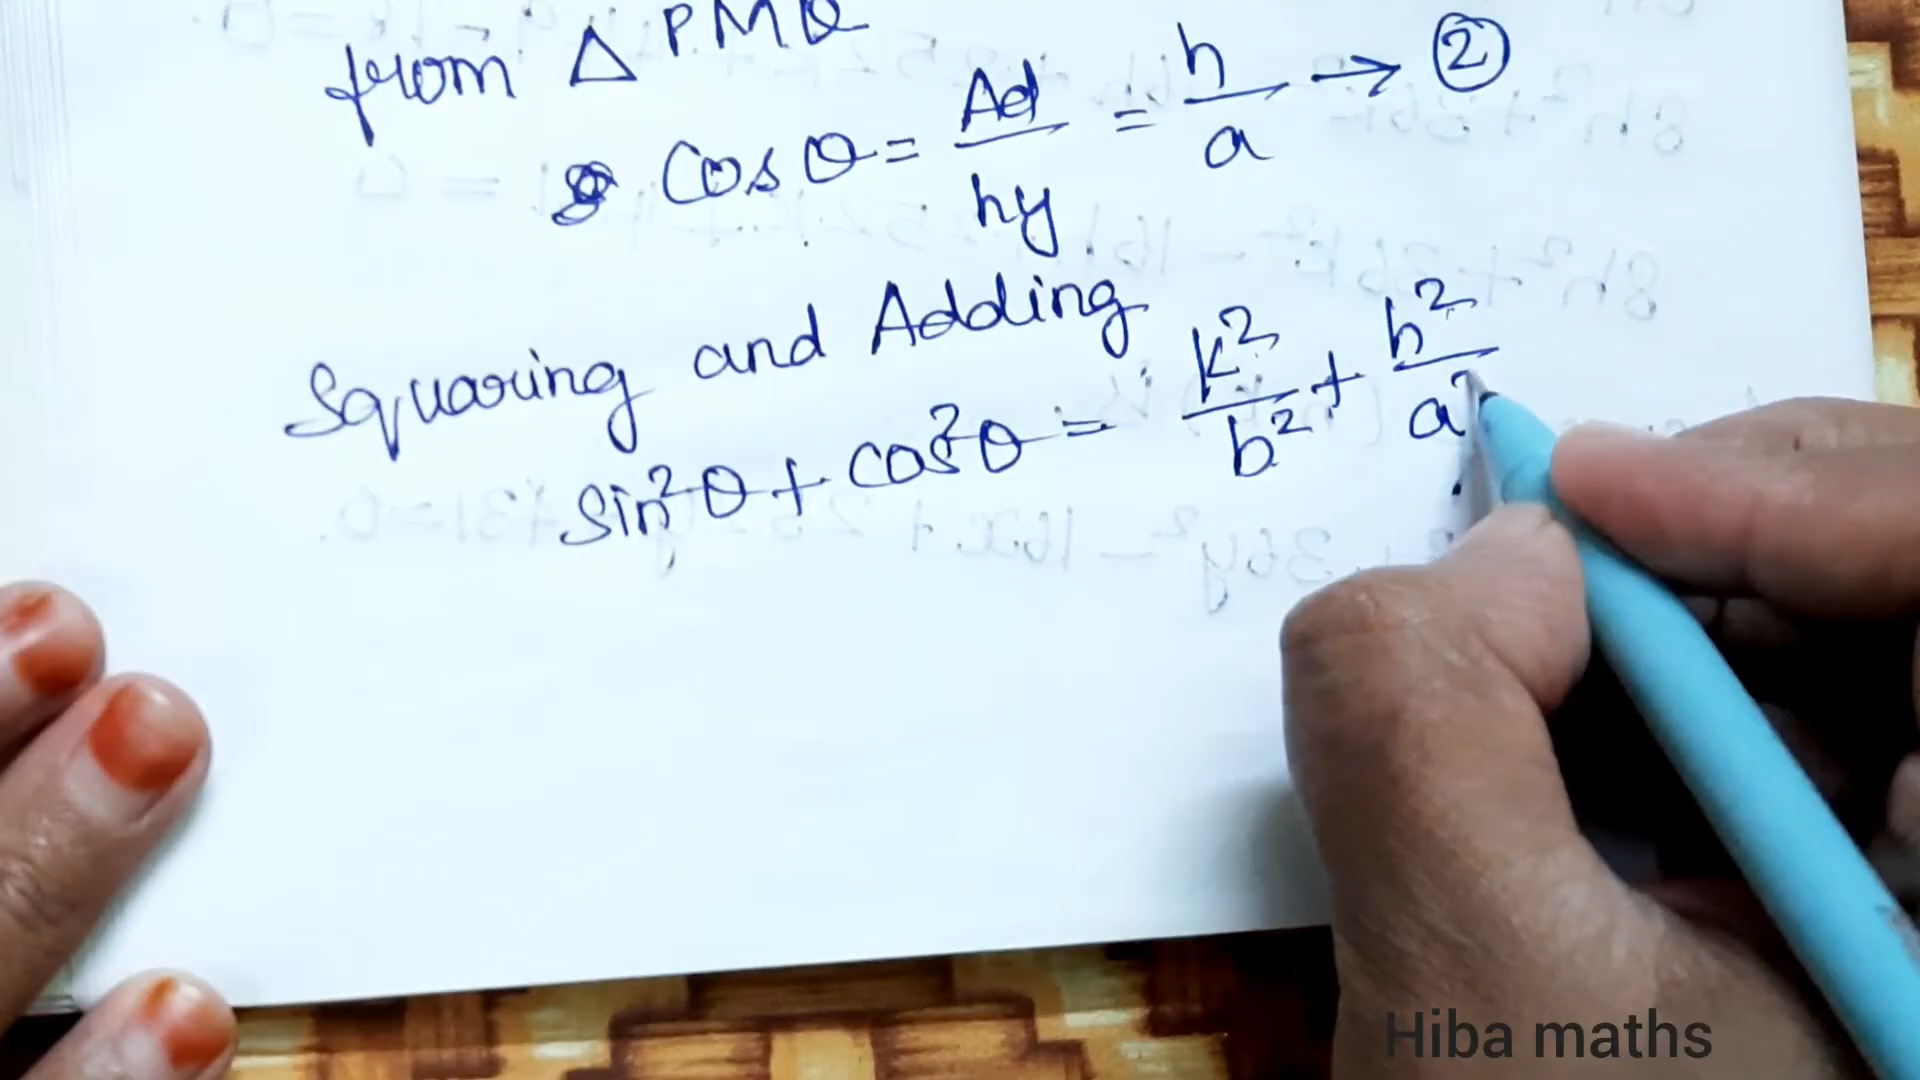 from △ PMQ
Cos θ = Ad/hy = h/a → ②
Squaring and Adding
Sin²θ + cos²θ = k²/b² + h²/a²
Hiba maths